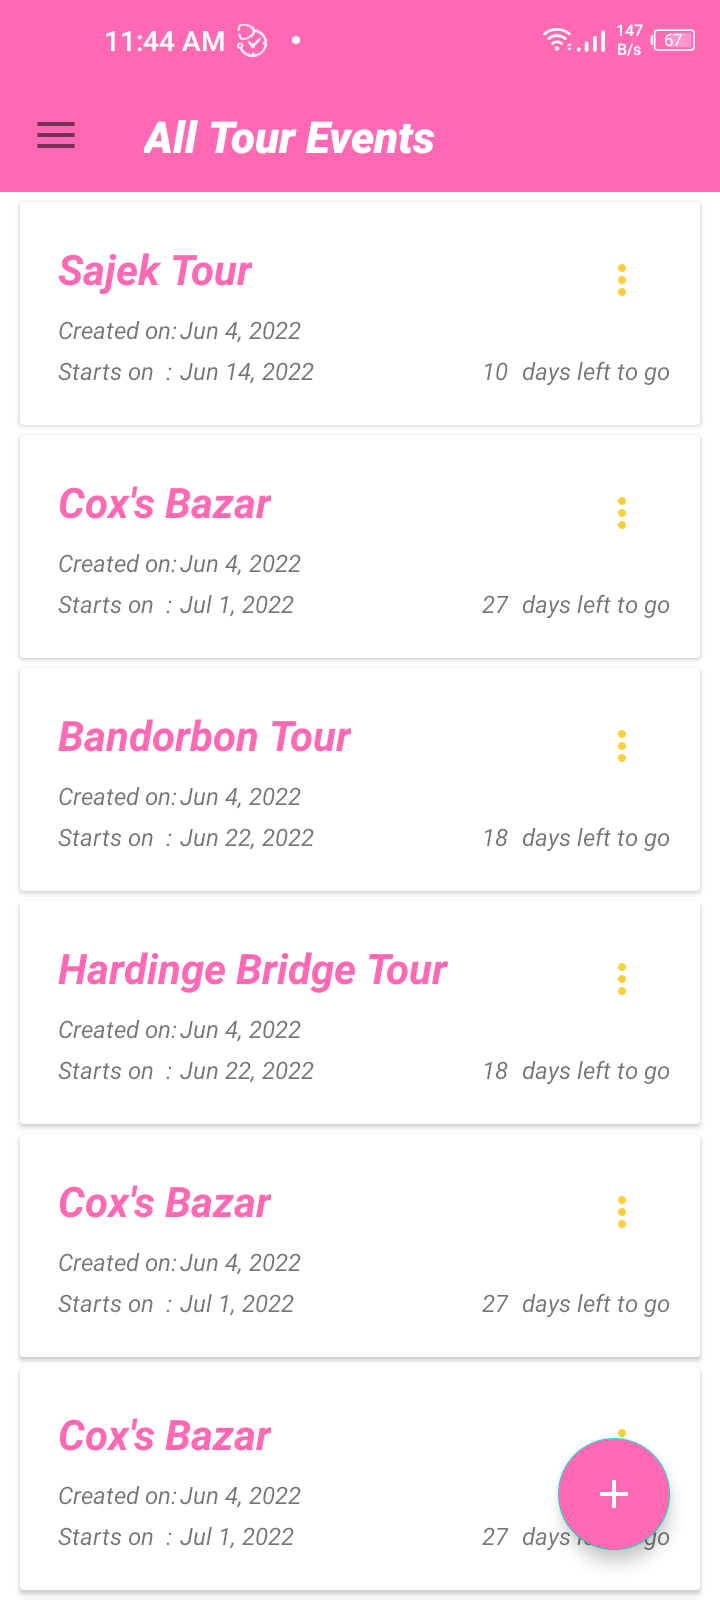 11:44 AM 147 B/s 67
All Tour Events
Sajek Tour
Created on: Jun 4, 2022
Starts on : Jun 14, 2022 10 days left to go
Cox's Bazar
Created on: Jun 4, 2022
Starts on : Jul 1, 2022 27 days left to go
Bandorbon Tour
Created on: Jun 4, 2022
Starts on : Jun 22, 2022 18 days left to go
Hardinge Bridge Tour
Created on: Jun 4, 2022
Starts on : Jun 22, 2022 18 days left to go
Cox's Bazar
Created on: Jun 4, 2022
Starts on : Jul 1, 2022 27 days left to go
Cox's Bazar
Created on: Jun 4, 2022
Starts on : Jul 1, 2022 27 days go